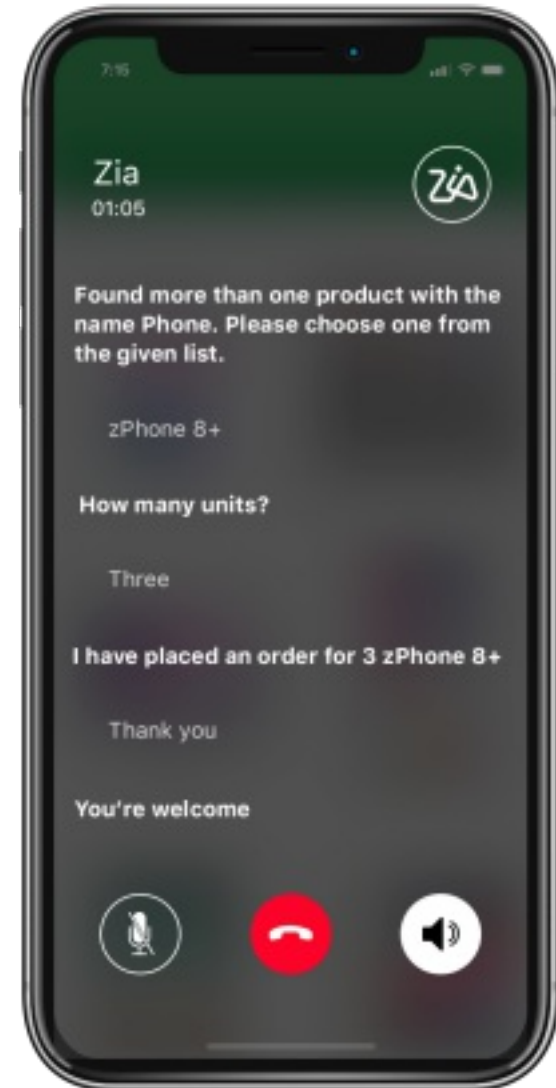 7:15
Zia
01:05
Zia
Found more than one product with the
name Phone. Please choose one from
the given list.
zPhone 8+
How many units?
Three
I have placed an order for 3 zPhone 8+
Thank you
You're welcome